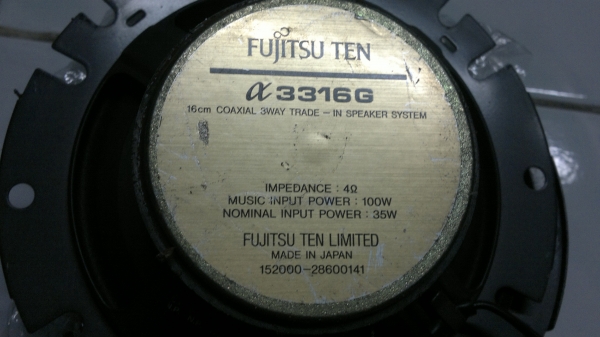 FUJITSU TEN
α3316G
16cm COAXIAL 3WAY TRADE-IN SPEAKER SYSTEM
IMPEDANCE : 4Ω
MUSIC INPUT POWER : 100W
NOMINAL INPUT POWER : 35W
FUJITSU TEN LIMITED
MADE IN JAPAN
152000-28600141